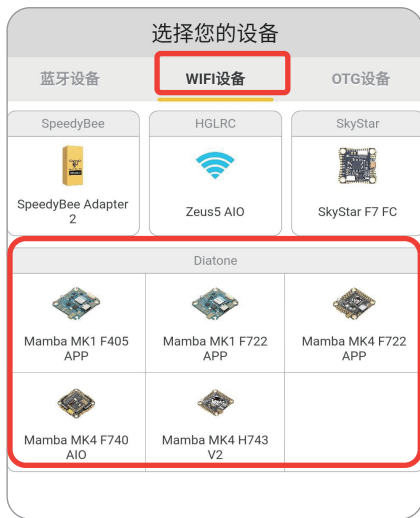 选择您的设备
蓝牙设备 WIFI设备 OTG设备
SpeedyBee HGLRC SkyStar
SpeedyBee Adapter
2
Zeus5 AIO
SkyStar F7 FC
Diatone
Mamba MK1 F405
APP
Mamba MK1 F722
APP
Mamba MK4 F722
APP
Mamba MK4 F740
AIO
Mamba MK4 H743
V2